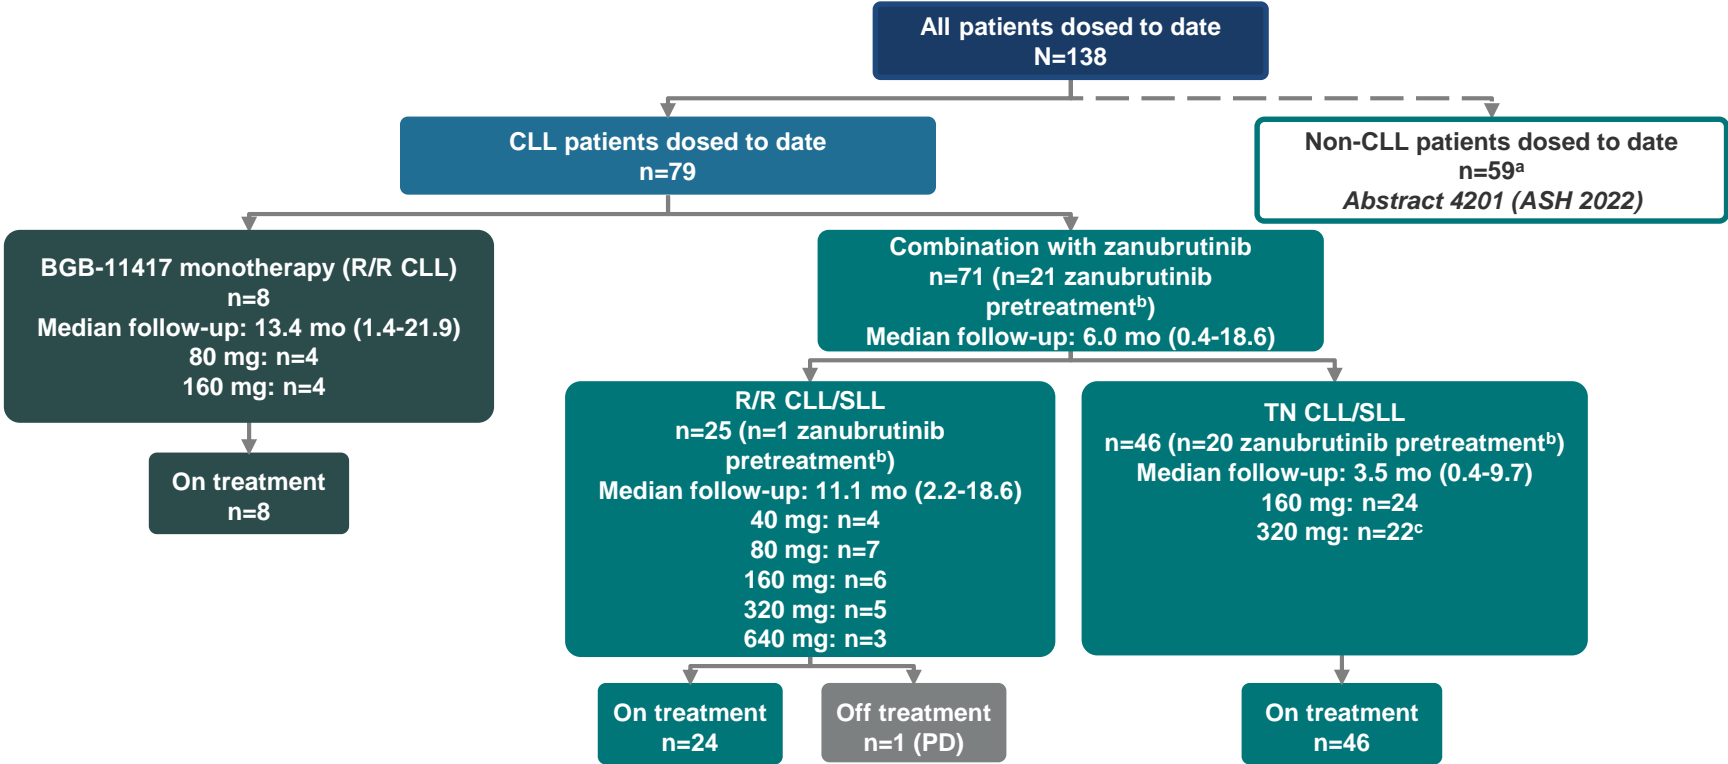 All patients dosed to date
N=138
CLL patients dosed to date
n=79
Non-CLL patients dosed to date
n=59ᵃ
Abstract 4201 (ASH 2022)
BGB-11417 monotherapy (R/R CLL)
n=8
Median follow-up: 13.4 mo (1.4-21.9)
80 mg: n=4
160 mg: n=4
Combination with zanubrutinib
n=71 (n=21 zanubrutinib
pretreatmentᵇ)
Median follow-up: 6.0 mo (0.4-18.6)
On treatment
n=8
R/R CLL/SLL
n=25 (n=1 zanubrutinib
pretreatmentᵇ)
Median follow-up: 11.1 mo (2.2-18.6)
40 mg: n=4
80 mg: n=7
160 mg: n=6
320 mg: n=5
640 mg: n=3
TN CLL/SLL
n=46 (n=20 zanubrutinib pretreatmentᵇ)
Median follow-up: 3.5 mo (0.4-9.7)
160 mg: n=24
320 mg: n=22ᶜ
On treatment
n=24
Off treatment
n=1 (PD)
On treatment
n=46